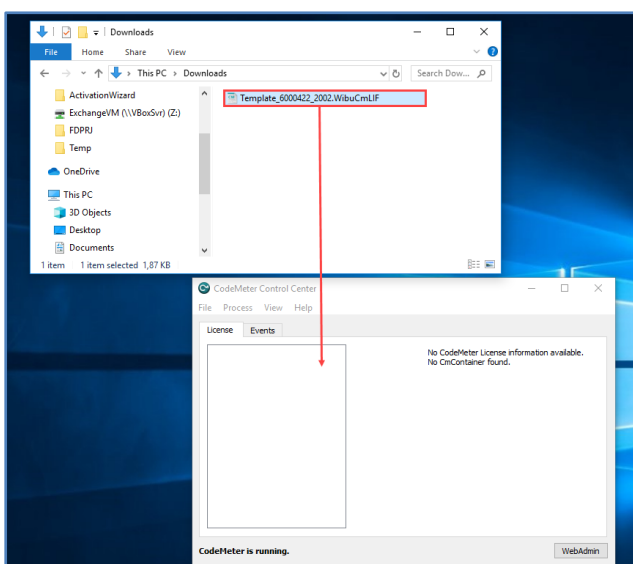 Downloads
File Home Share View
This PC > Downloads
Search Dow...
ActivationWizard
Template_6000422_2002.WibuCmLIF
ExchangeVM (\\VBoxSvr) (Z:)
FDPRJ
Temp
OneDrive
This PC
3D Objects
Desktop
Documents
1 item 1 item selected 1,87 KB
CodeMeter Control Center
File Process View Help
License Events
No CodeMeter License information available.
No CmContainer found.
CodeMeter is running.
WebAdmin